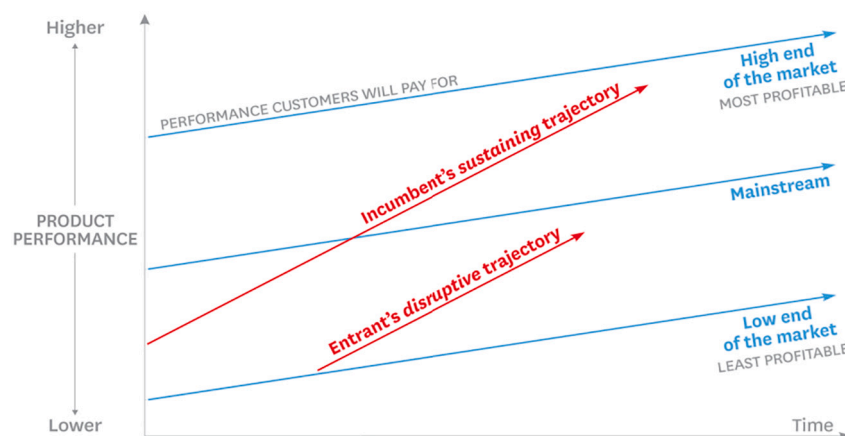 Higher
PERFORMANCE CUSTOMERS WILL PAY FOR
High end
of the market
MOST PROFITABLE
Incumbent's sustaining trajectory
Mainstream
PRODUCT
PERFORMANCE
Entrant's disruptive trajectory
Low end
of the market
LEAST PROFITABLE
Lower
Time